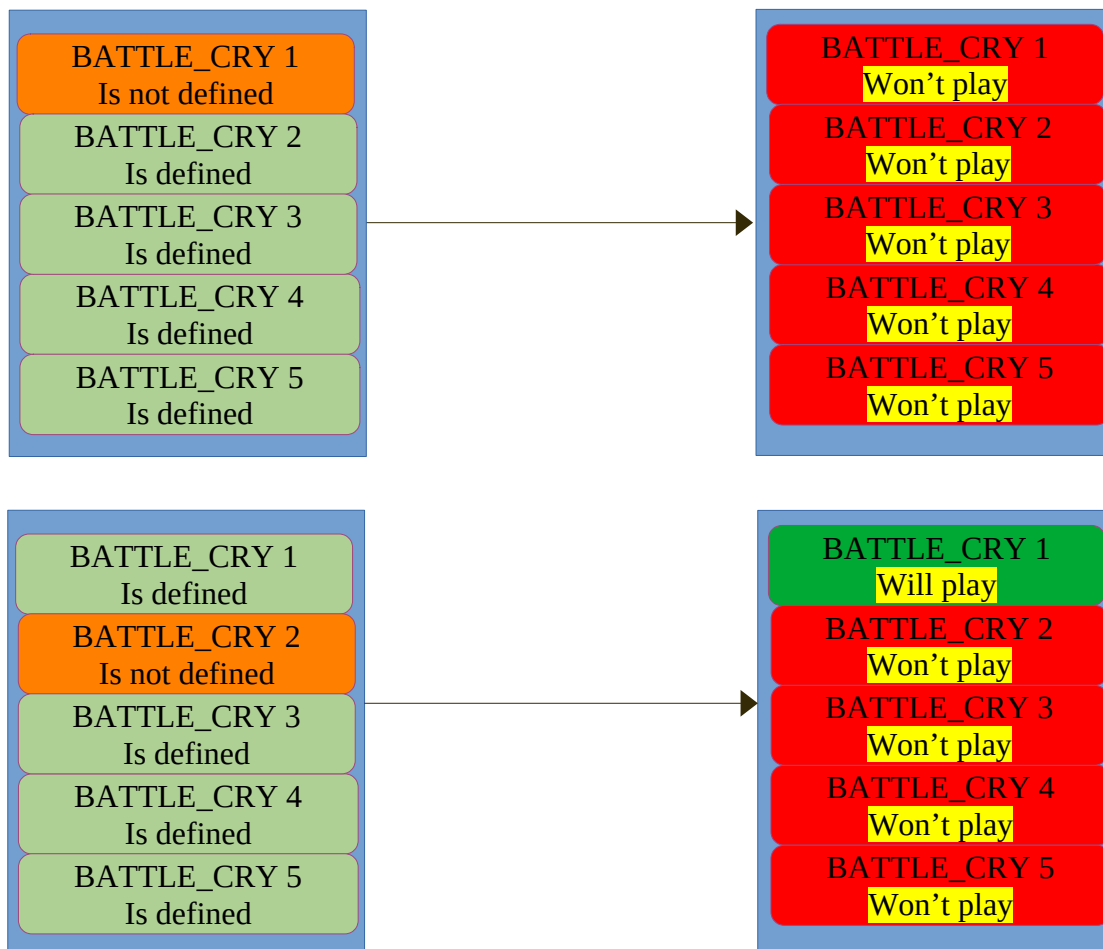 BATTLE_CRY 1
Is not defined
BATTLE_CRY 2
Is defined
BATTLE_CRY 3
Is defined
BATTLE_CRY 4
Is defined
BATTLE_CRY 5
Is defined
BATTLE_CRY 1
Won’t play
BATTLE_CRY 2
Won’t play
BATTLE_CRY 3
Won’t play
BATTLE_CRY 4
Won’t play
BATTLE_CRY 5
Won’t play
BATTLE_CRY 1
Is defined
BATTLE_CRY 2
Is not defined
BATTLE_CRY 3
Is defined
BATTLE_CRY 4
Is defined
BATTLE_CRY 5
Is defined
BATTLE_CRY 1
Will play
BATTLE_CRY 2
Won’t play
BATTLE_CRY 3
Won’t play
BATTLE_CRY 4
Won’t play
BATTLE_CRY 5
Won’t play